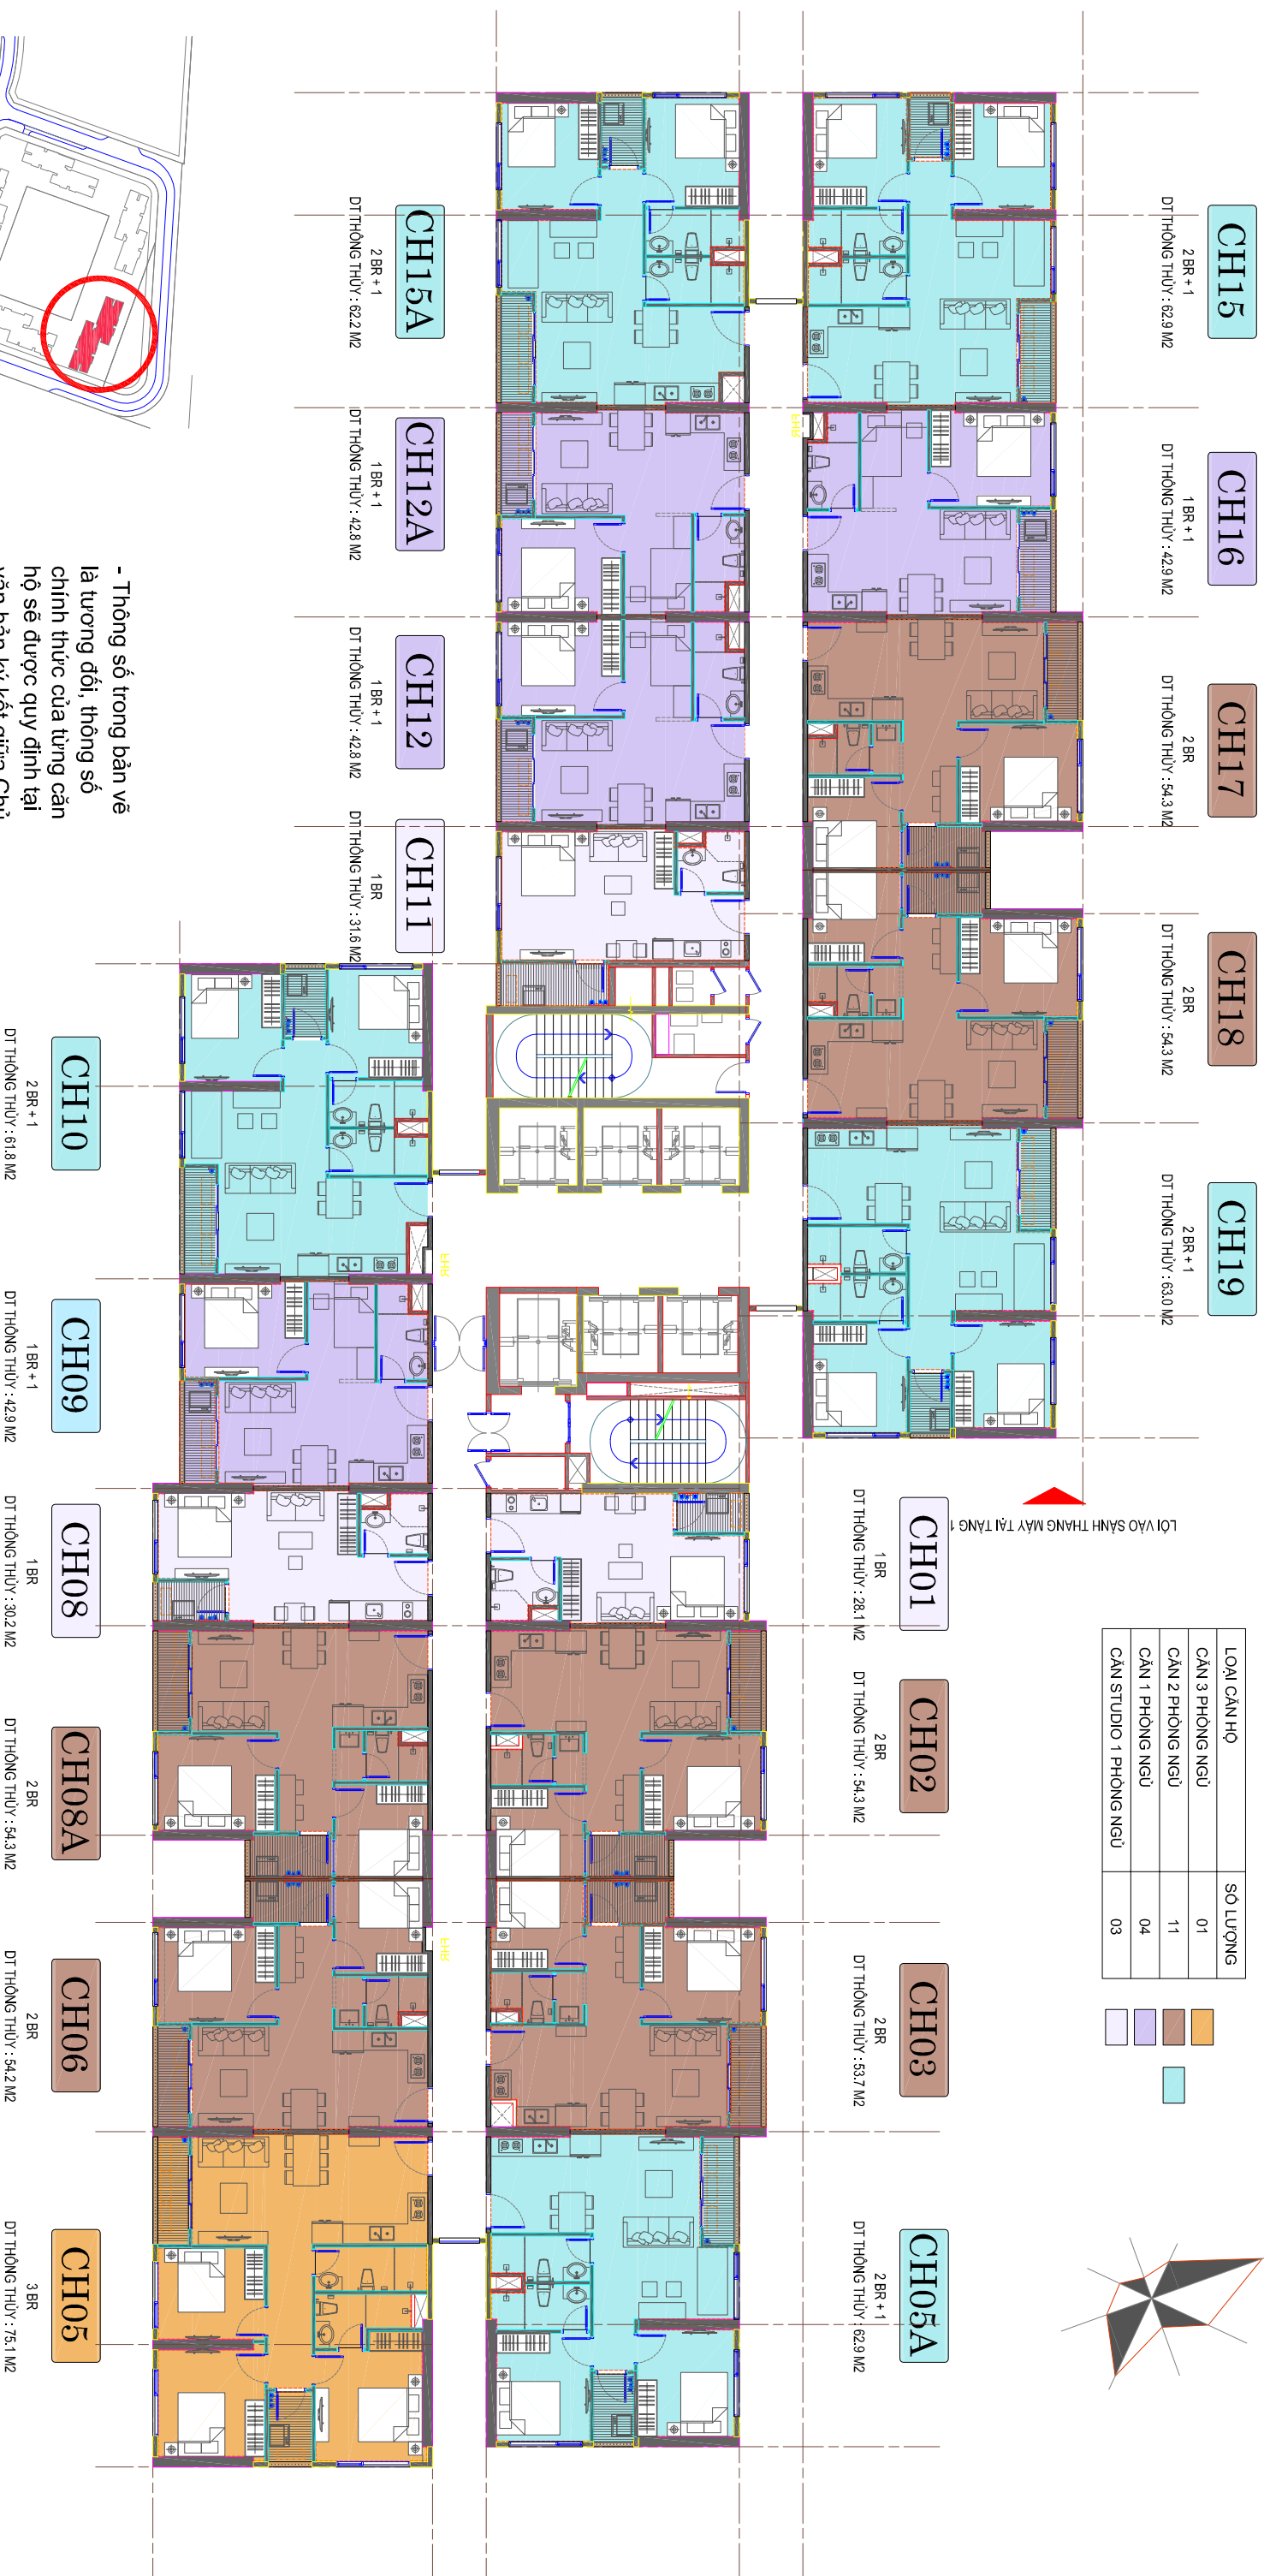 CH15
2 BR + 1
DT THÔNG THỦY : 62.9 M2
CH16
1 BR + 1
DT THÔNG THỦY : 42.9 M2
CH17
2 BR
DT THÔNG THỦY : 54.3 M2
CH18
2 BR
DT THÔNG THỦY : 54.3 M2
CH19
2 BR + 1
DT THÔNG THỦY : 63.0 M2
LỐI VÀO SẢNH THANG MÁY TẠI TẦNG 1
LOẠI CĂN HỘ SỐ LƯỢNG
CĂN 3 PHÒNG NGỦ 01
CĂN 2 PHÒNG NGỦ 11
CĂN 1 PHÒNG NGỦ 04
CĂN STUDIO 1 PHÒNG NGỦ 03
CH01
1 BR
DT THÔNG THỦY : 28.1 M2
CH02
2 BR
DT THÔNG THỦY : 54.3 M2
CH03
2 BR
DT THÔNG THỦY : 53.7 M2
CH05A
2 BR + 1
DT THÔNG THỦY : 62.9 M2
FHR
FHR
FHR
CH15A
2 BR + 1
DT THÔNG THỦY : 62.2 M2
CH12A
1 BR + 1
DT THÔNG THỦY : 42.8 M2
CH12
1 BR + 1
DT THÔNG THỦY : 42.8 M2
CH11
1 BR
DT THÔNG THỦY : 31.6 M2
CH10
2 BR + 1
DT THÔNG THỦY : 61.8 M2
CH09
1 BR + 1
DT THÔNG THỦY : 42.9 M2
CH08
1 BR
DT THÔNG THỦY : 30.2 M2
CH08A
2 BR
DT THÔNG THỦY : 54.3 M2
CH06
2 BR
DT THÔNG THỦY : 54.2 M2
CH05
3 BR
DT THÔNG THỦY : 75.1 M2
- Thông số trong bản vẽ
là tương đối, thông số
chính thức của từng căn
hộ sẽ được quy định tại
văn bản ký kết giữa Chủ